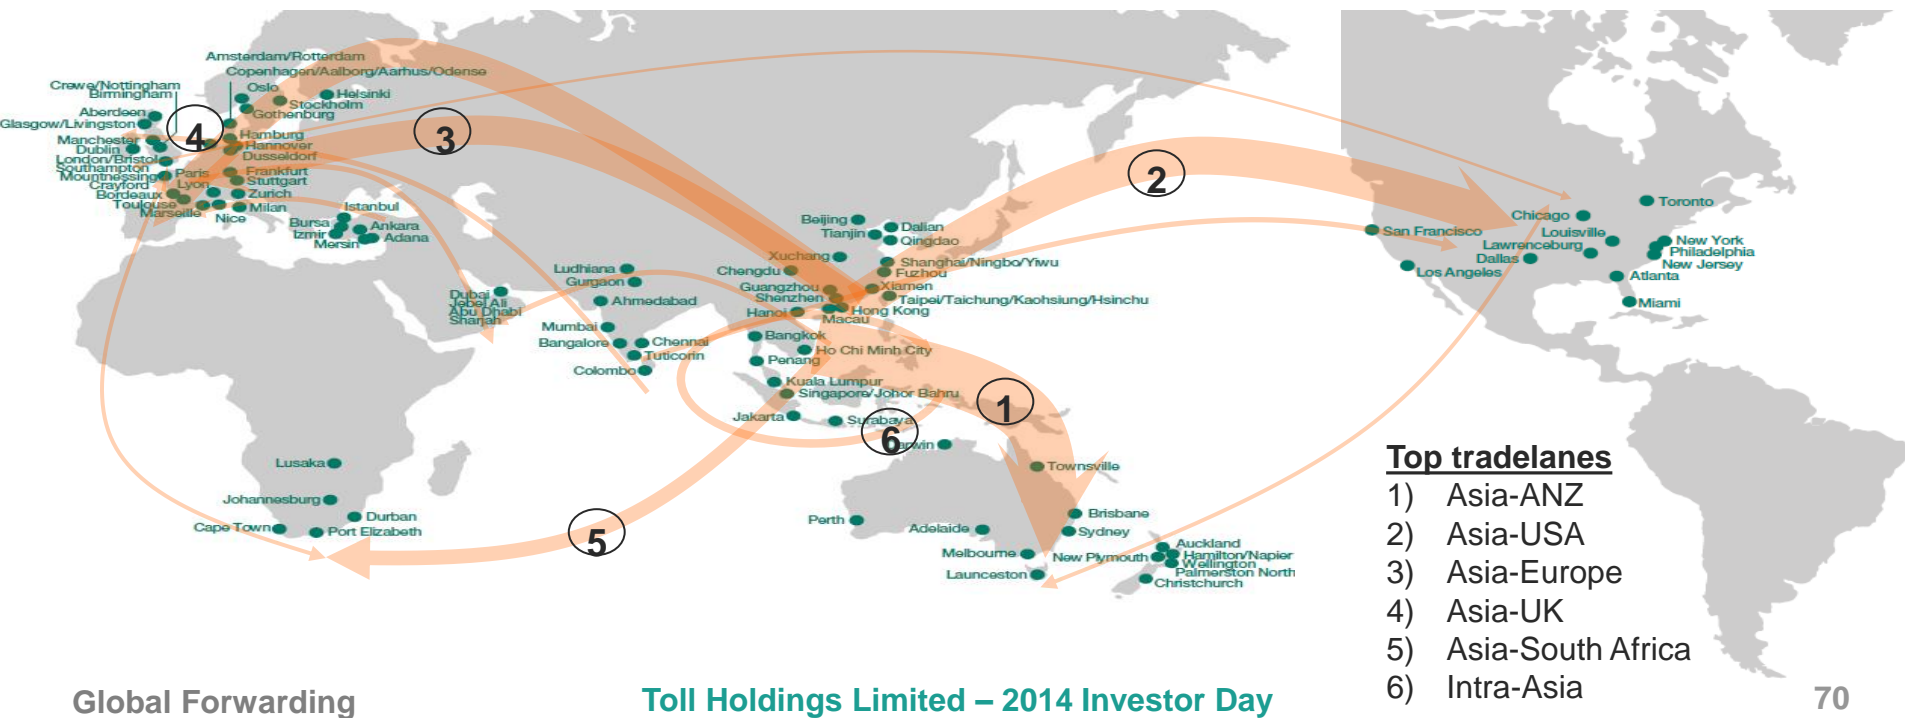 Amsterdam/Rotterdam
Copenhagen/Aalborg/Aarhus/Odense
Crewe/Nottingham
Birmingham
Oslo
Helsinki
Stockholm
Gothenburg
Aberdeen
Glasgow/Livingston
Manchester
Dublin
London/Bristol
Southampton
Mountnessing
Crayford
Bordeaux
Toulouse
Marseille
Hamburg
Hannover
Dusseldorf
Paris
Frankfurt
Lyon
Stuttgart
Zurich
Milan
Nice
Istanbul
Bursa
Ankara
Izmir
Adana
Mersin
4
3
2
Beijing
Dalian
Tianjin
Qingdao
Xuchang
Shanghai/Ningbo/Yiwu
Chengdu
Fuzhou
Guangzhou
Xiamen
Shenzhen
Taipei/Taichung/Kaohsiung/Hsinchu
Hanoi
Hong Kong
Macau
Ludhiana
Gurgaon
Ahmedabad
Dubai
Jebel Ali
Abu Dhabi
Sharjah
Mumbai
Bangalore
Chennai
Tuticorin
Colombo
Bangkok
Ho Chi Minh City
Penang
Kuala Lumpur
Singapore/Johor Bahru
Jakarta
Surabaya
1
6
Darwin
Townsville
Lusaka
Johannesburg
Durban
Cape Town
Port Elizabeth
5
Perth
Adelaide
Brisbane
Sydney
Melbourne
Launceston
Auckland
New Plymouth
Hamilton/Napier
Wellington
Palmerston North
Christchurch
Toronto
Chicago
San Francisco
Louisville
New York
Lawrenceburg
Philadelphia
Dallas
New Jersey
Los Angeles
Atlanta
Miami
Top tradelanes
1) Asia-ANZ
2) Asia-USA
3) Asia-Europe
4) Asia-UK
5) Asia-South Africa
6) Intra-Asia
Global Forwarding
Toll Holdings Limited – 2014 Investor Day
70